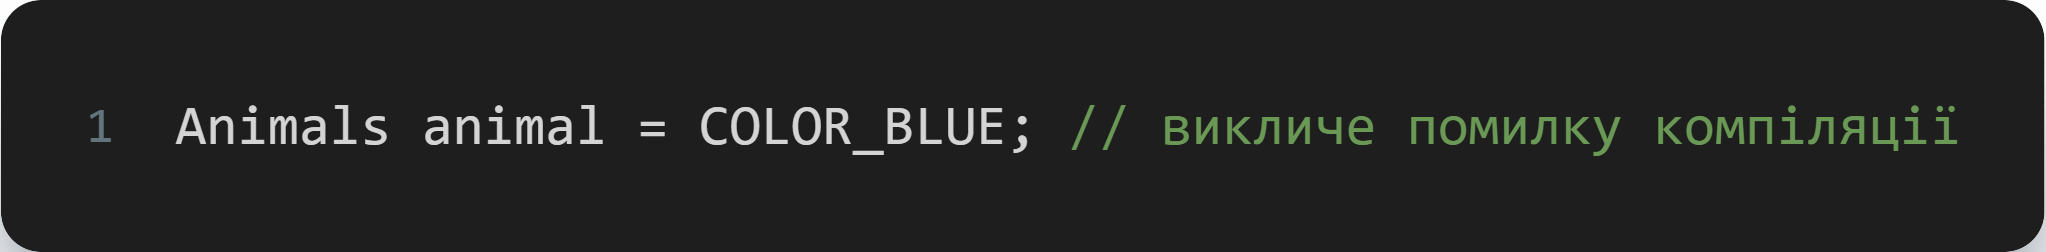 1 Animals animal = COLOR_BLUE; // викличе помилку компіляції